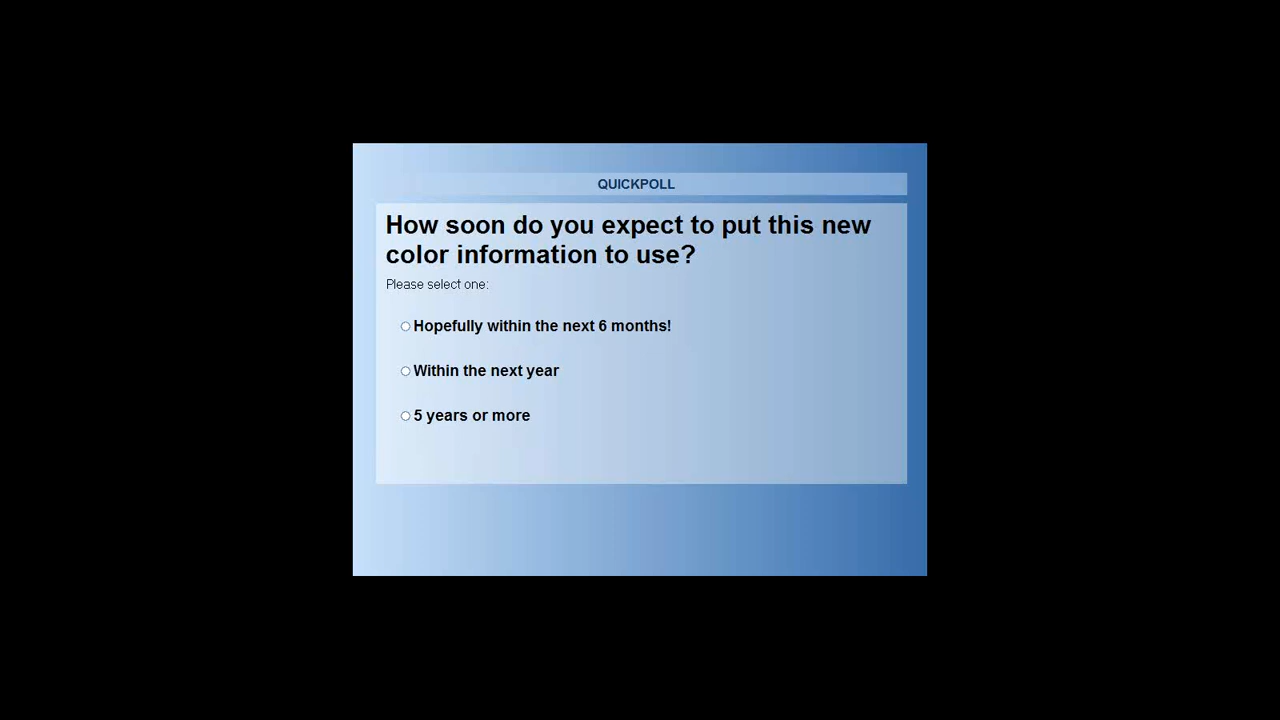 QUICKPOLL
How soon do you expect to put this new
color information to use?
Please select one:
Hopefully within the next 6 months!
Within the next year
5 years or more